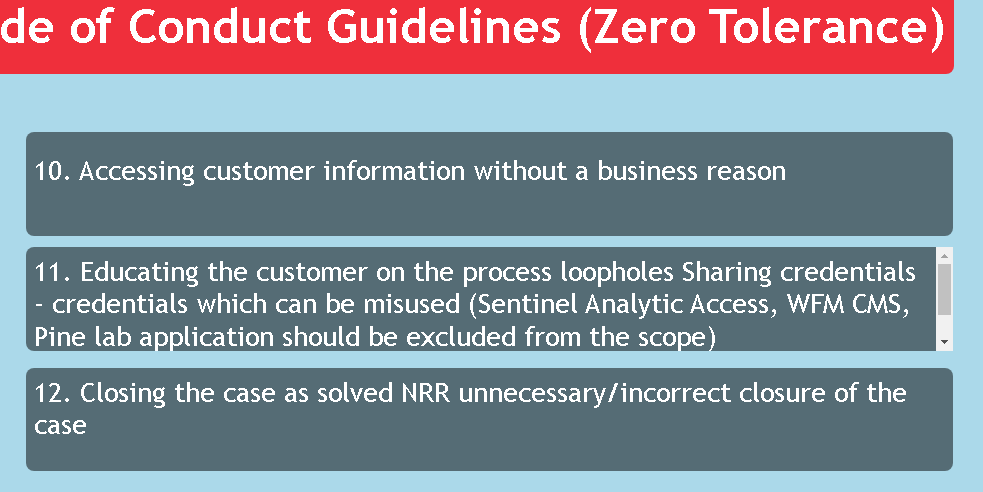 de of Conduct Guidelines (Zero Tolerance)
10. Accessing customer information without a business reason
11. Educating the customer on the process loopholes Sharing credentials
- credentials which can be misused (Sentinel Analytic Access, WFM CMS,
Pine lab application should be excluded from the scope)
12. Closing the case as solved NRR unnecessary/incorrect closure of the
case